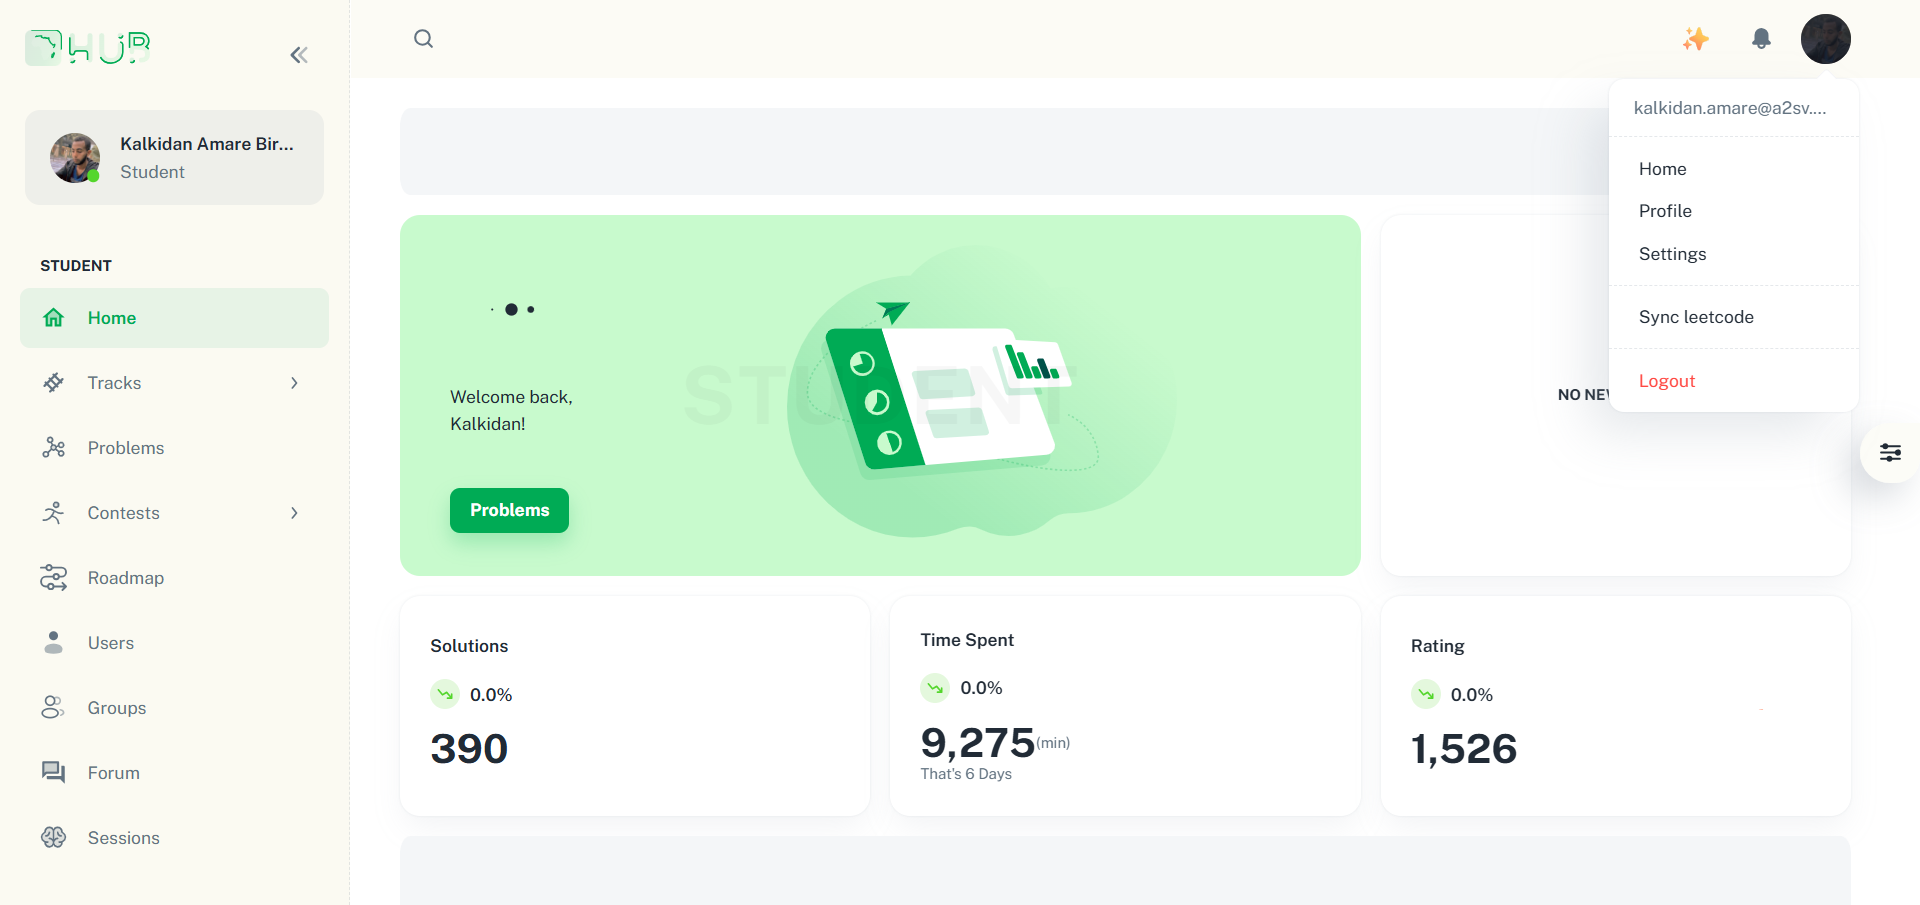 HUB
Kalkidan Amare Bir...
Student
STUDENT
Home
Tracks
Problems
Contests
Roadmap
Users
Groups
Forum
Sessions
kalkidan.amare@a2sv....
Home
Profile
Settings
Sync leetcode
Logout
STUDENT
Welcome back,
Kalkidan!
Problems
NO NE
Solutions
0.0%
390
Time Spent
0.0%
9,275(min)
That's 6 Days
Rating
0.0%
1,526